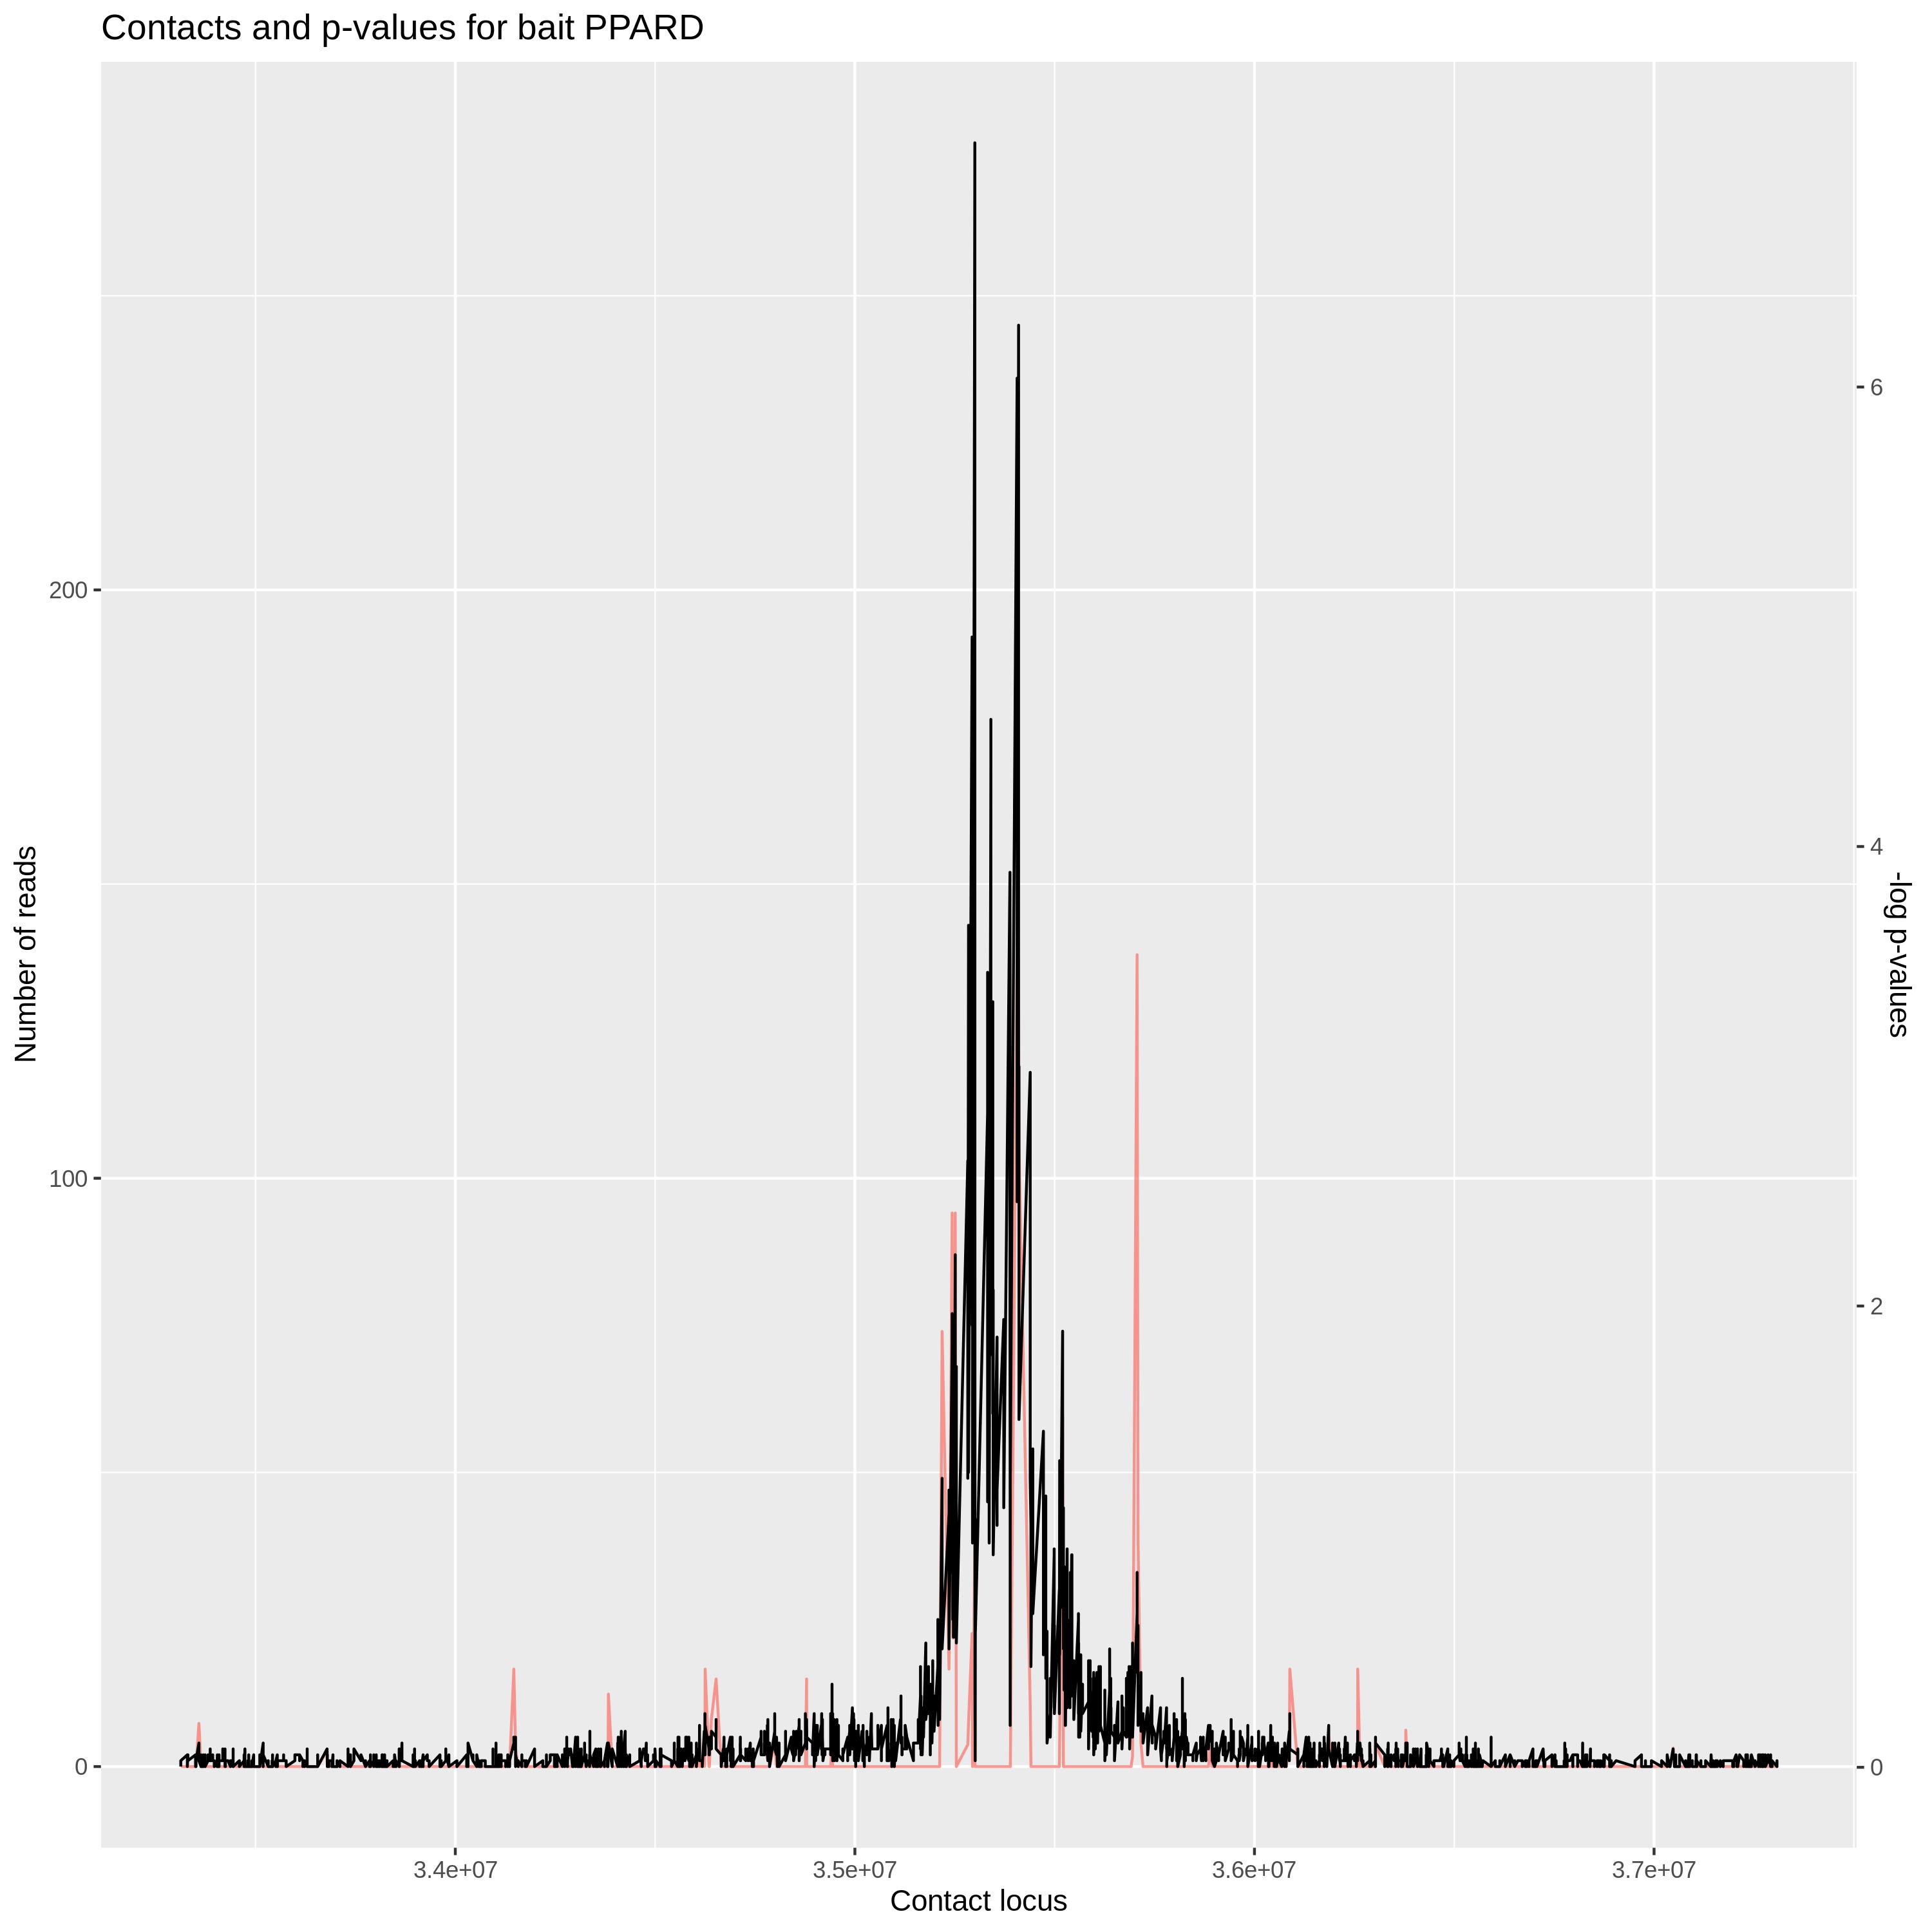 Contacts and p-values for bait PPARD
Number of reads
200
100
0
6
4
2
0
-log p-values
3.4e+07
3.5e+07
3.6e+07
3.7e+07
Contact locus